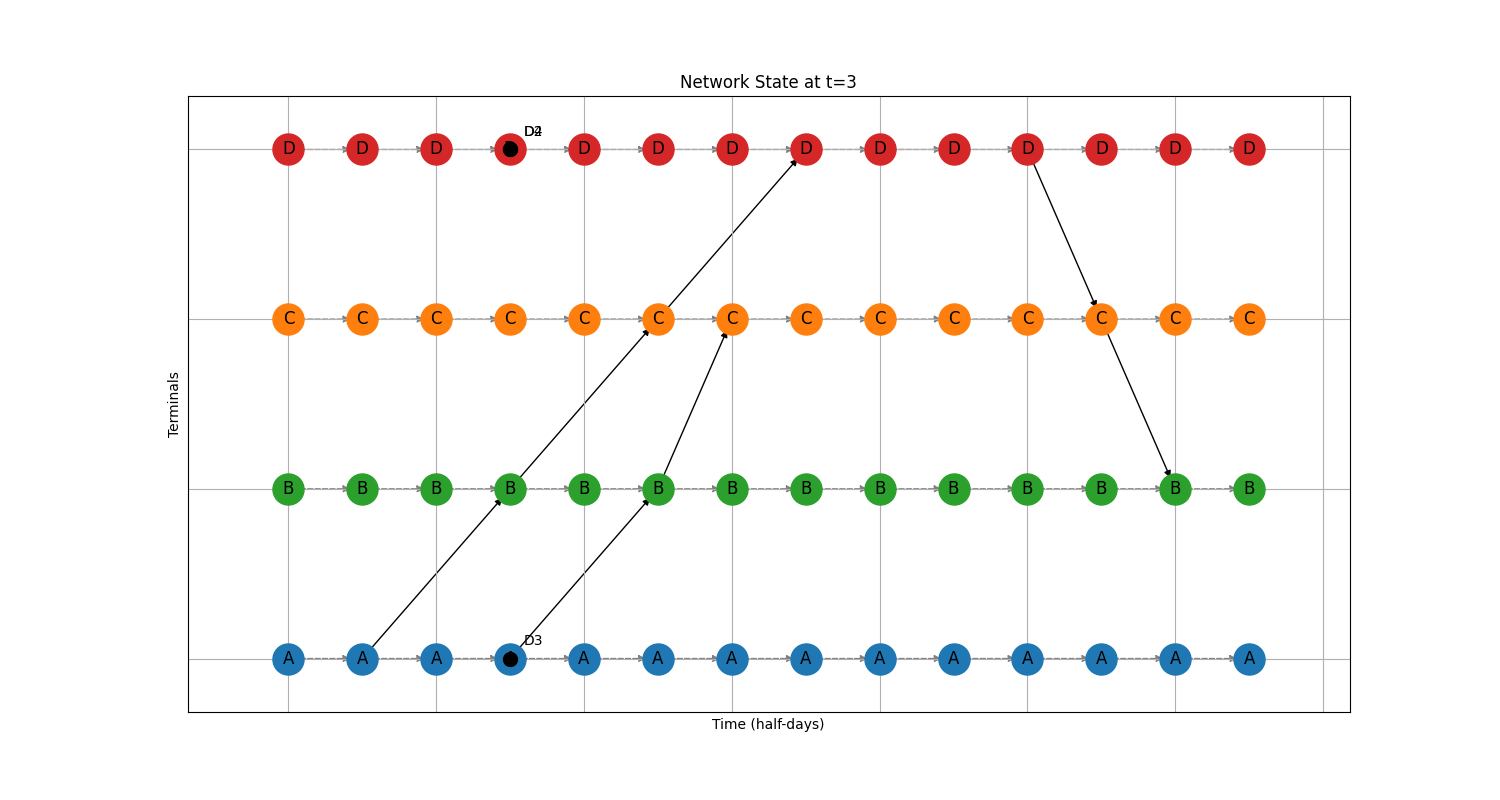 Network State at t=3
D2
D D D D D D D D D D D D D D
C C C C C C C C C C C C C C
Terminals
B B B B B B B B B B B B B B
D3
A A A A A A A A A A A A A
Time (half-days)